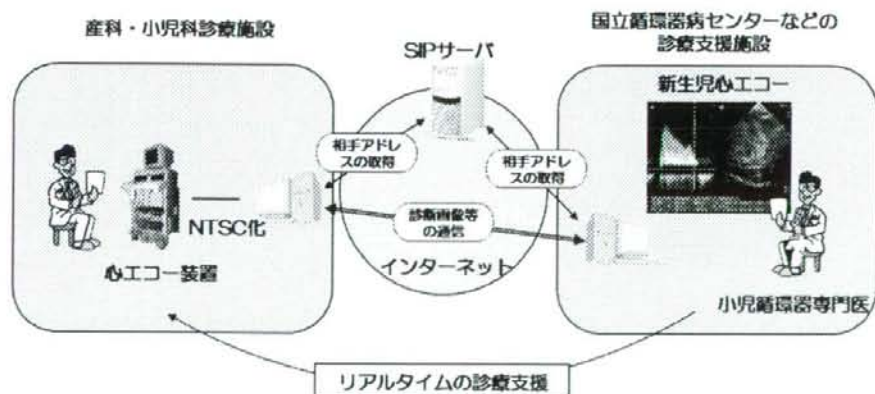 産科・小児科診療施設
国立循環器病センターなどの
診療支援施設
SIPサーバ
新生児心エコー
相手アドレ
スの取得
相手アドレ
スの取得
NTSC化
診療画像等
の通信
インターネット
心エコー装置
小児循環器専門医
リアルタイムの診療支援